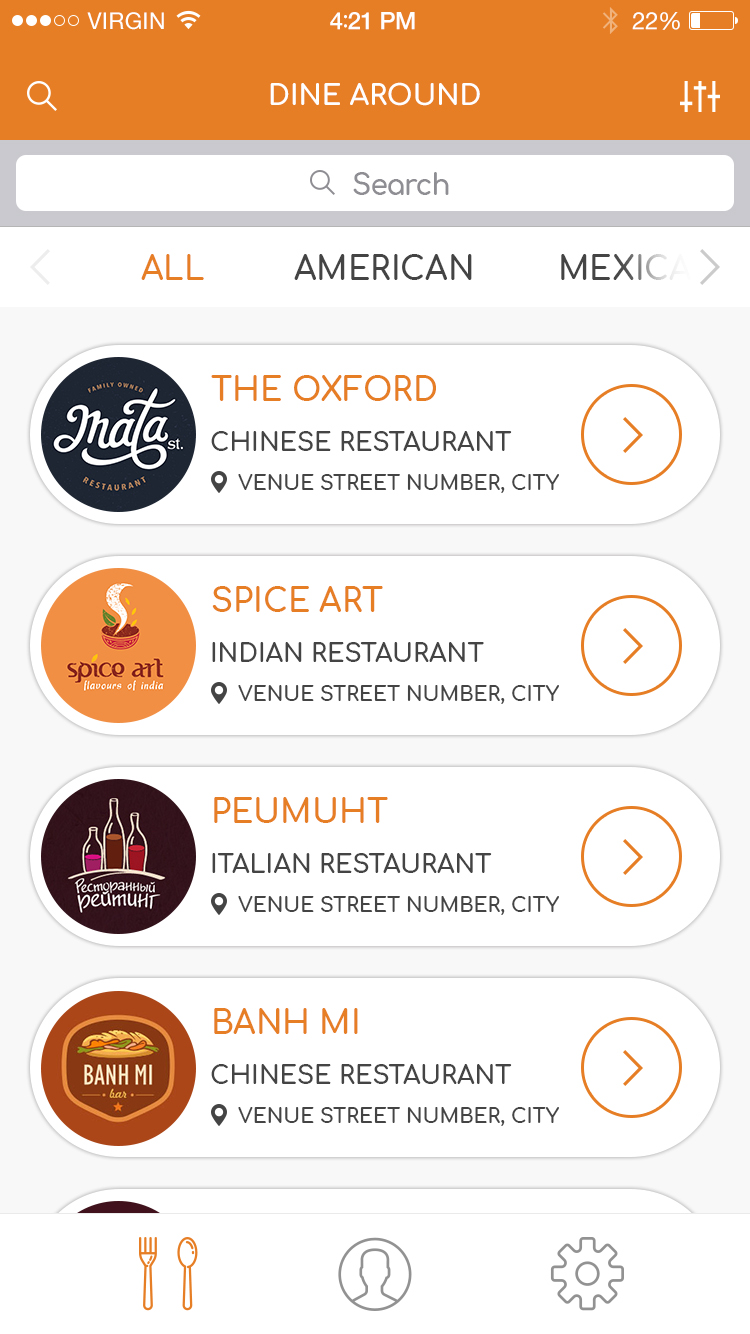 VIRGIN 4:21 PM 22%
DINE AROUND
Search
ALL AMERICAN MEXICA
FAMILY OWNED
Mata st.
RESTAURANT
THE OXFORD
CHINESE RESTAURANT
VENUE STREET NUMBER, CITY
spice art
flavours of india
SPICE ART
INDIAN RESTAURANT
VENUE STREET NUMBER, CITY
Ресторанный
рейтинг
PEUMUHT
ITALIAN RESTAURANT
VENUE STREET NUMBER, CITY
BANH MI
bar
BANH MI
CHINESE RESTAURANT
VENUE STREET NUMBER, CITY